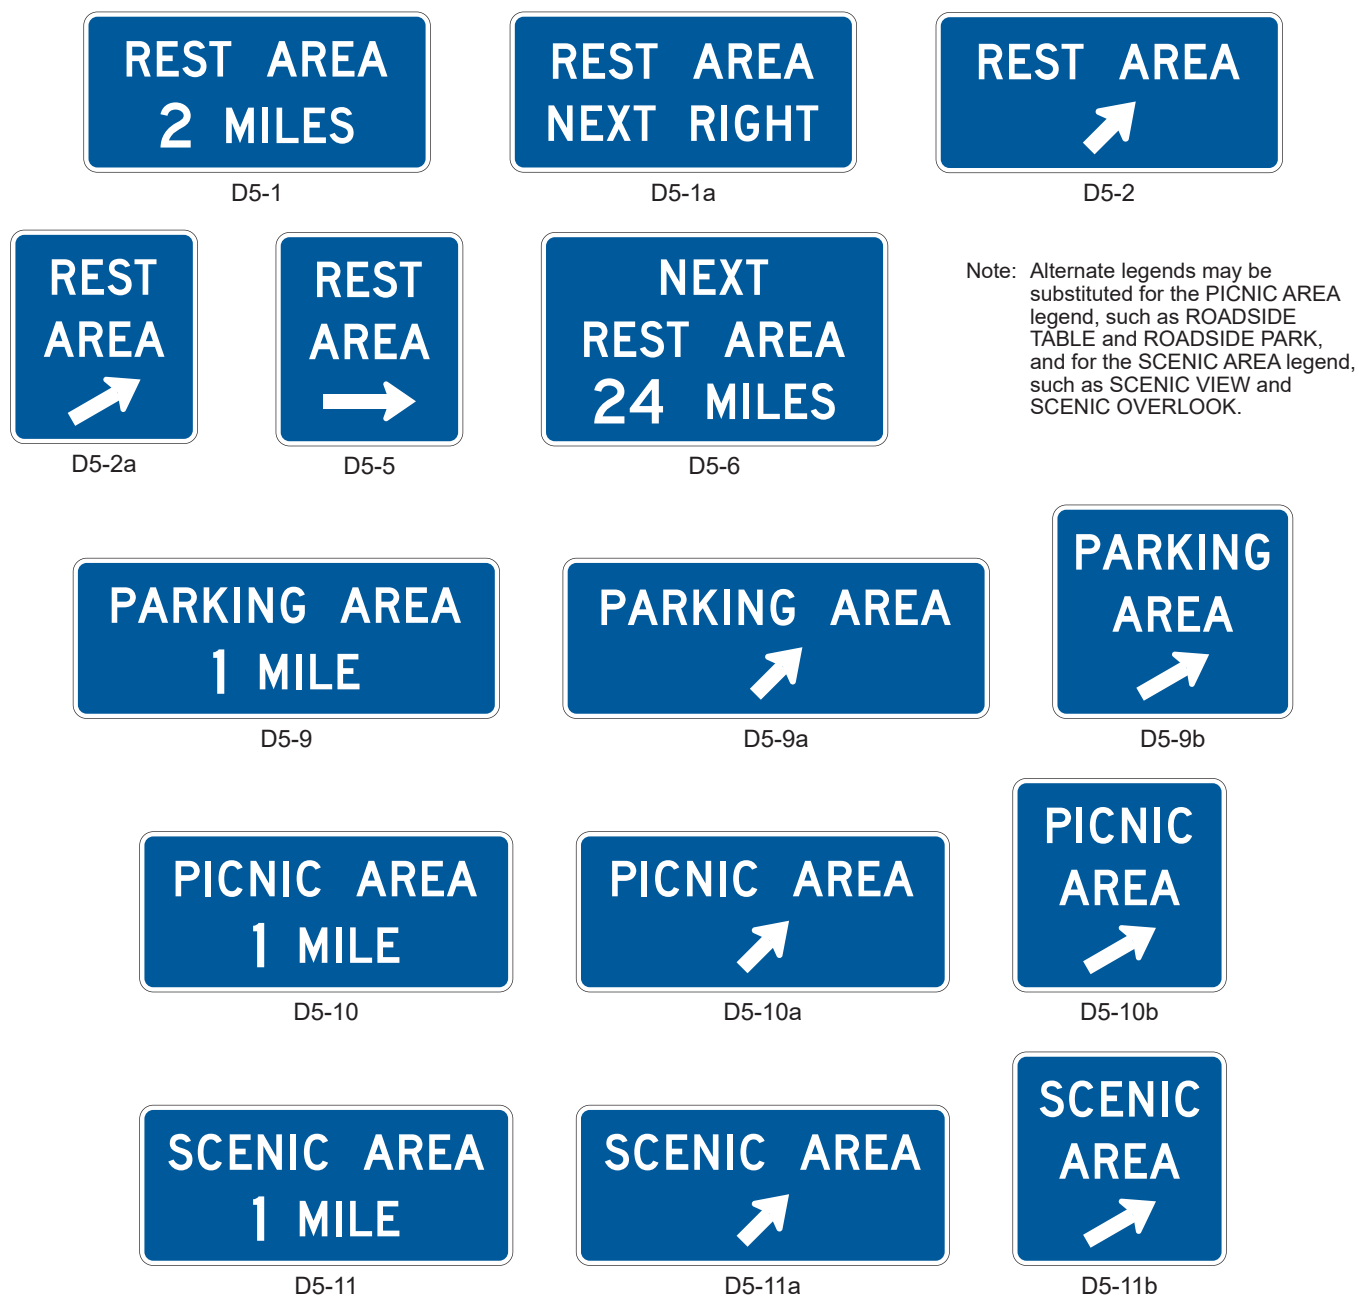 REST AREA
2 MILES
D5-1
REST AREA
NEXT RIGHT
D5-1a
REST AREA
D5-2
REST
AREA
D5-2a
REST
AREA
D5-5
NEXT
REST AREA
24 MILES
D5-6
Note: Alternate legends may be
substituted for the PICNIC AREA
legend, such as ROADSIDE
TABLE and ROADSIDE PARK,
and for the SCENIC AREA legend,
such as SCENIC VIEW and
SCENIC OVERLOOK.
PARKING AREA
1 MILE
D5-9
PARKING AREA
D5-9a
PARKING
AREA
D5-9b
PICNIC AREA
1 MILE
D5-10
PICNIC AREA
D5-10a
PICNIC
AREA
D5-10b
SCENIC AREA
1 MILE
D5-11
SCENIC AREA
D5-11a
SCENIC
AREA
D5-11b